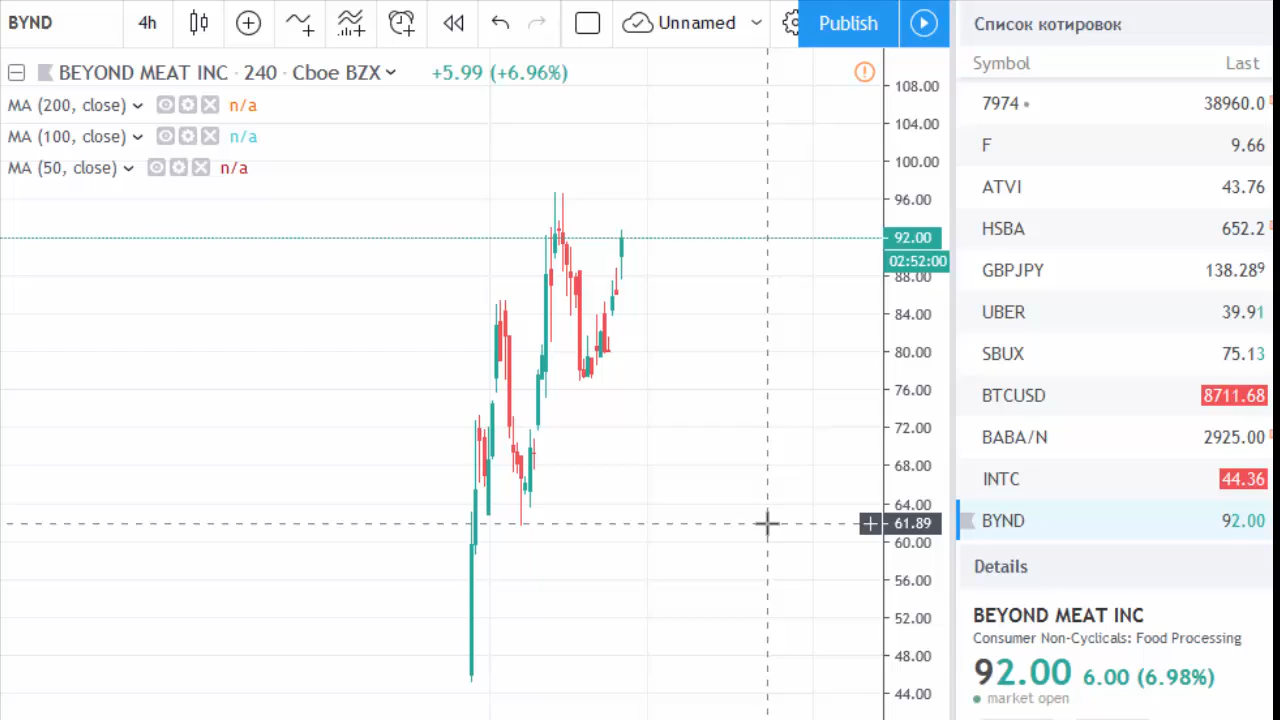 BYND 4h Unnamed Publish
BEYOND MEAT INC · 240 · Cboe BZX +5.99 (+6.96%)
MA (200, close) n/a
MA (100, close) n/a
MA (50, close) n/a
108.00
104.00
100.00
96.00
92.00
02:52:00
88.00
84.00
80.00
76.00
72.00
68.00
64.00
61.89
60.00
56.00
52.00
48.00
44.00
Список котировок
Symbol Last
7974 38960.0
F 9.66
ATVI 43.76
HSBA 652.2
GBPJPY 138.289
UBER 39.91
SBUX 75.13
BTCUSD 8711.68
BABA/N 2925.00
INTC 44.36
BYND 92.00
Details
BEYOND MEAT INC
Consumer Non-Cyclicals: Food Processing
92.00 6.00 (6.98%)
market open